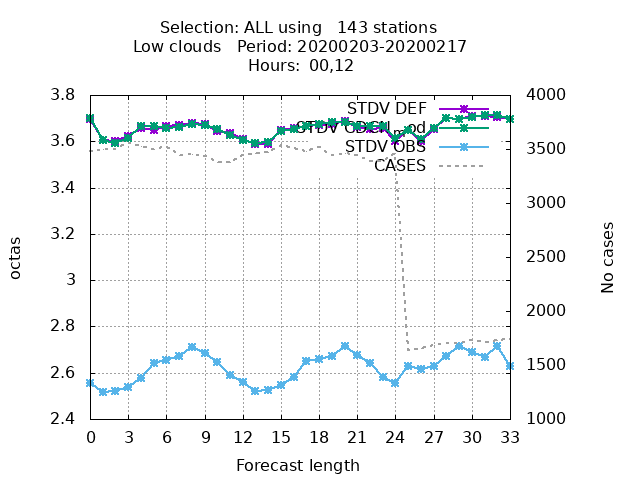 Selection: ALL using   143 stations
Low clouds   Period: 20200203-20200217
Hours:  00,12
3.8
3.6
3.4
3.2
3
2.8
2.6
2.4
4000
3500
3000
2500
2000
1500
1000
octas
No cases
STDV DEF
STDV OBS
CASES
0 3 6 9 12 15 18 21 24 27 30 33
Forecast length